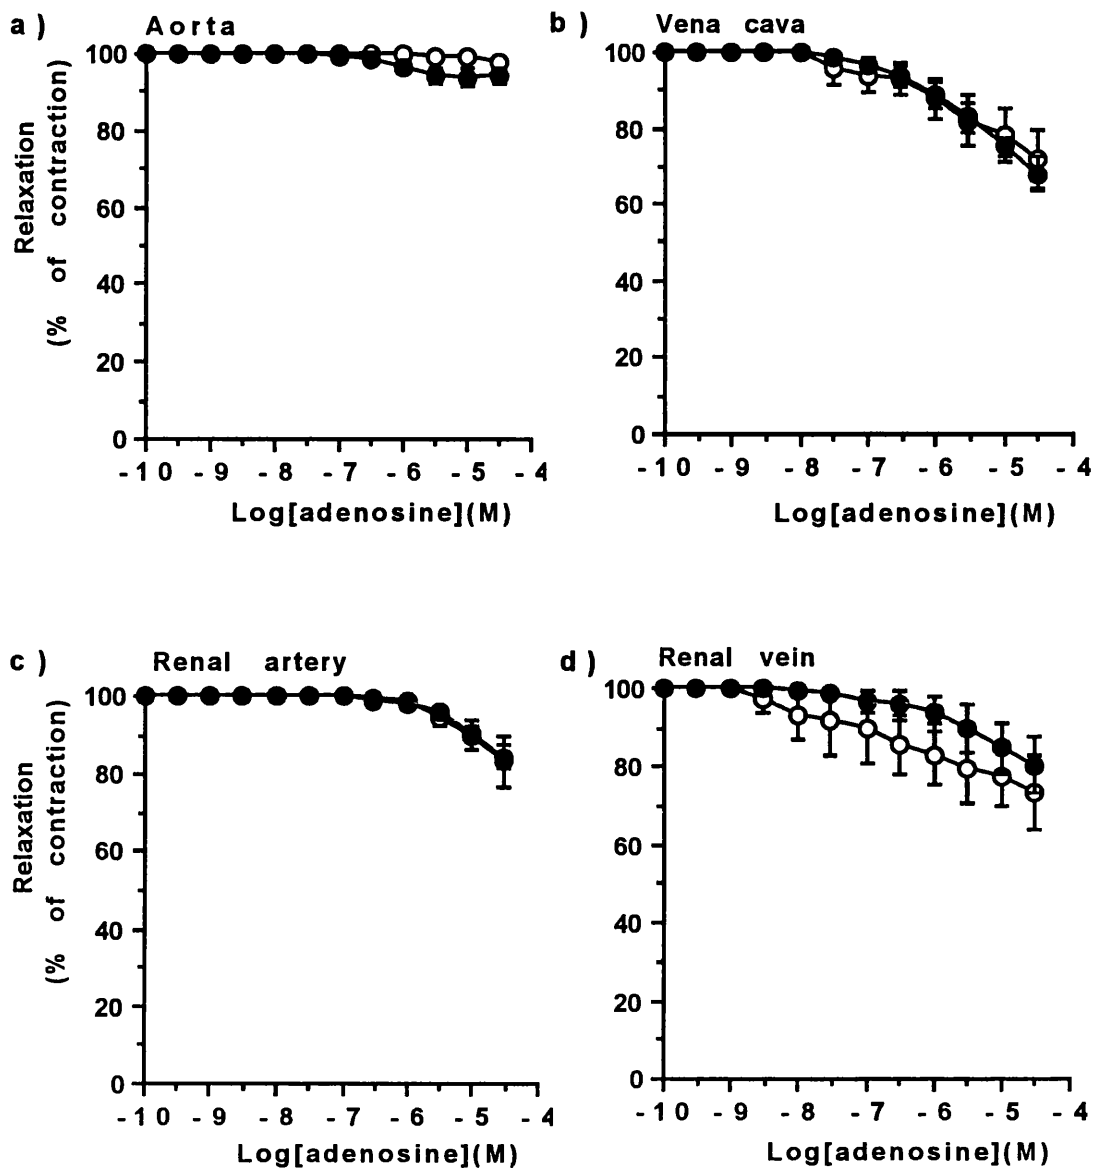 a) Aorta
Relaxation
(% of contraction)
100
80
60
40
20
0
-10 -9 -8 -7 -6 -5 -4
Log[adenosine](M)
b) Vena cava
100
80
60
40
20
0
-10 -9 -8 -7 -6 -5 -4
Log[adenosine](M)
c) Renal artery
Relaxation
(% of contraction)
100
80
60
40
20
0
-10 -9 -8 -7 -6 -5 -4
Log[adenosine](M)
d) Renal vein
100
80
60
40
20
0
-10 -9 -8 -7 -6 -5 -4
Log[adenosine](M)